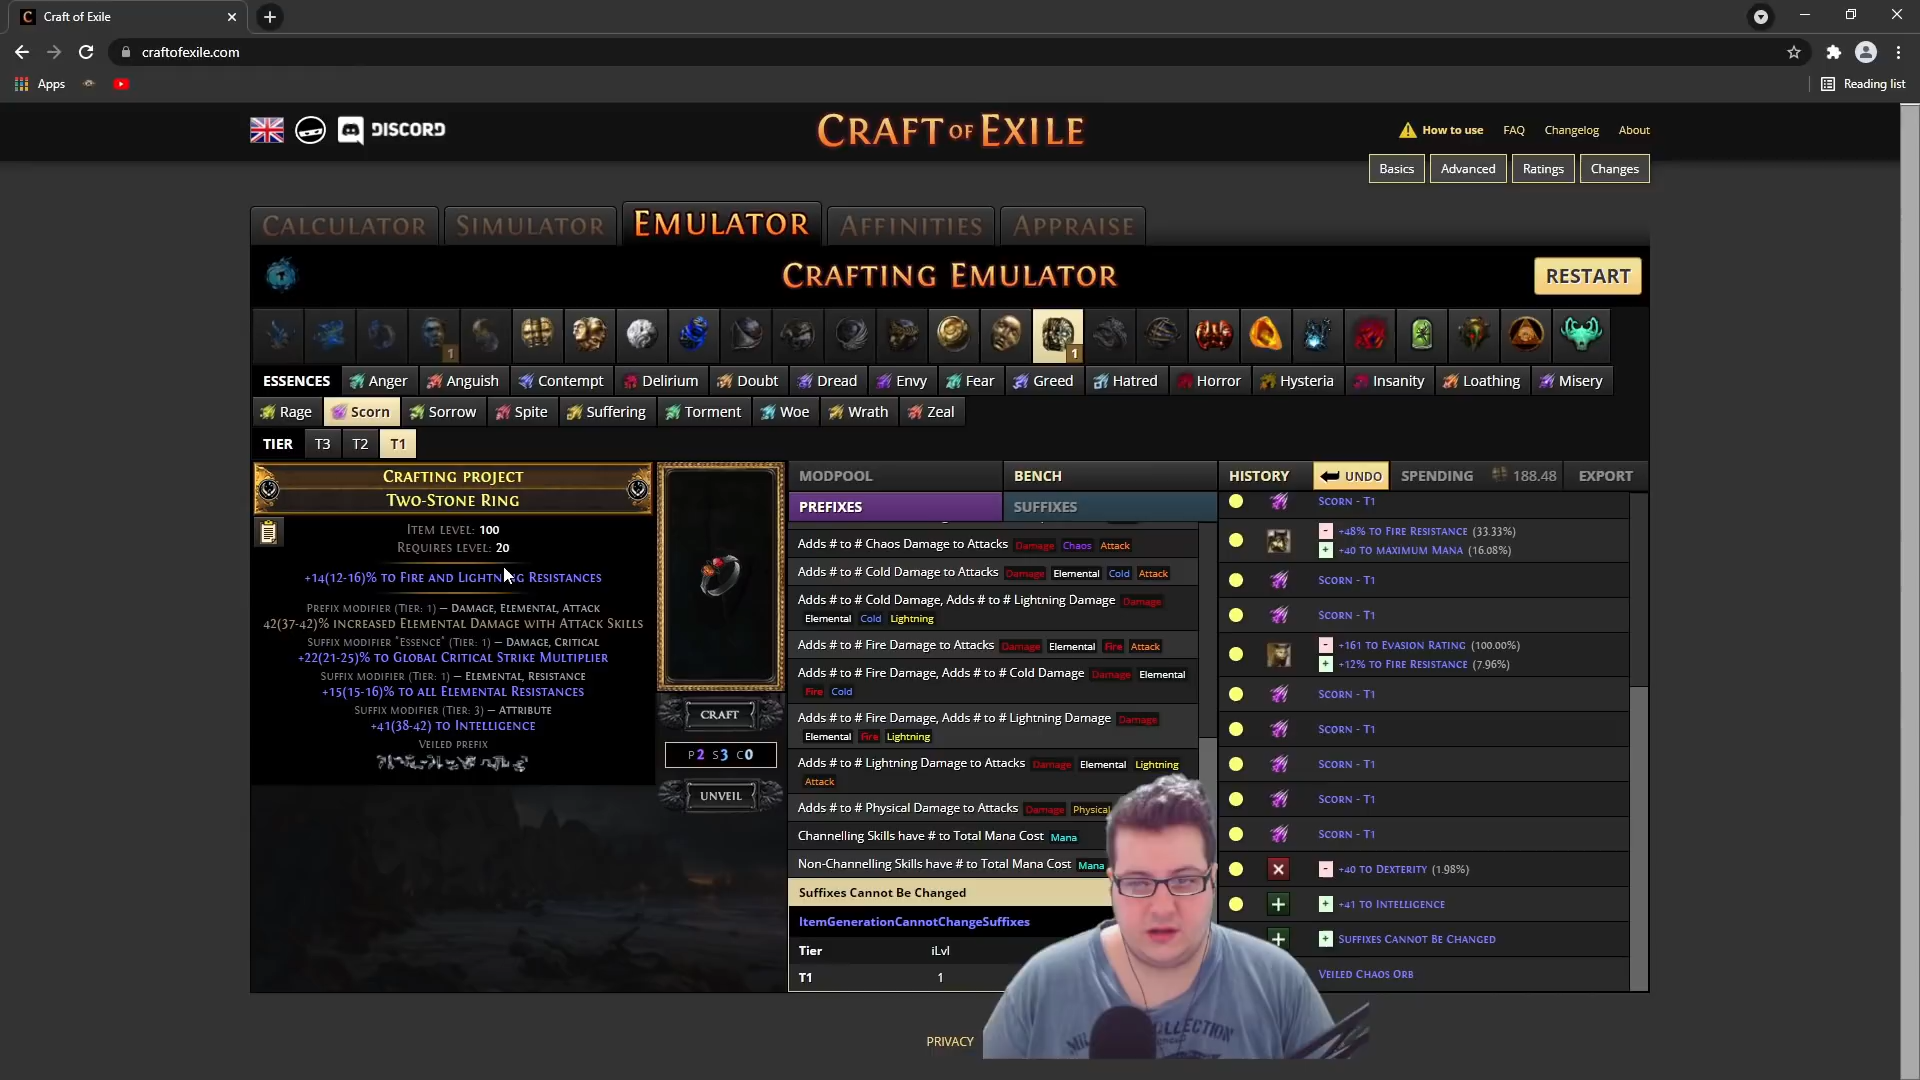 Craft of Exile
craftofexile.com
Apps
Reading list
DISCORD
CRAFT OF EXILE
How to use FAQ Changelog About
Basics Advanced Ratings Changes
CALCULATOR SIMULATOR EMULATOR AFFINITIES APPRAISE
CRAFTING EMULATOR
RESTART
1
1
ESSENCES Anger Anguish Contempt Delirium Doubt Dread Envy Fear Greed Hatred Horror Hysteria Insanity Loathing Misery
Rage Scorn Sorrow Spite Suffering Torment Woe Wrath Zeal
TIER T3 T2 T1
CRAFTING PROJECT
TWO-STONE RING
ITEM LEVEL: 100
REQUIRES LEVEL: 20
+14(12-16)% TO FIRE AND LIGHTNING RESISTANCES
PREFIX MODIFIER (TIER: 1) — DAMAGE, ELEMENTAL, ATTACK
42(37-42)% INCREASED ELEMENTAL DAMAGE WITH ATTACK SKILLS
SUFFIX MODIFIER "ESSENCE" (TIER: 1) — DAMAGE, CRITICAL
+22(21-25)% TO GLOBAL CRITICAL STRIKE MULTIPLIER
SUFFIX MODIFIER (TIER: 1) — ELEMENTAL, RESISTANCE
+15(15-16)% TO ALL ELEMENTAL RESISTANCES
SUFFIX MODIFIER (TIER: 3) — ATTRIBUTE
+41(38-42) TO INTELLIGENCE
VEILED PREFIX
CRAFT
P2 S3 C0
UNVEIL
MODPOOL BENCH
PREFIXES SUFFIXES
Adds # to # Chaos Damage to Attacks Damage Chaos Attack
Adds # to # Cold Damage to Attacks Damage Elemental Cold Attack
Adds # to # Cold Damage, Adds # to # Lightning Damage Damage
Elemental Cold Lightning
Adds # to # Fire Damage to Attacks Damage Elemental Fire Attack
Adds # to # Fire Damage, Adds # to # Cold Damage Damage Elemental
Fire Cold
Adds # to # Fire Damage, Adds # to # Lightning Damage Damage
Elemental Fire Lightning
Adds # to # Lightning Damage to Attacks Damage Elemental Lightning
Attack
Adds # to # Physical Damage to Attacks Damage Physical
Channelling Skills have # to Total Mana Cost Mana
Non-Channelling Skills have # to Total Mana Cost Mana
Suffixes Cannot Be Changed
ItemGenerationCannotChangeSuffixes
Tier iLvl
T1 1
HISTORY UNDO SPENDING 188.48 EXPORT
SCORN - T1
- +48% TO FIRE RESISTANCE (33.33%)
+ +40 TO MAXIMUM MANA (16.08%)
SCORN - T1
SCORN - T1
- +161 TO EVASION RATING (100.00%)
+ +12% TO FIRE RESISTANCE (7.96%)
SCORN - T1
SCORN - T1
SCORN - T1
SCORN - T1
SCORN - T1
- +40 TO DEXTERITY (1.98%)
+ +41 TO INTELLIGENCE
+ SUFFIXES CANNOT BE CHANGED
VEILED CHAOS ORB
PRIVACY
COLLECTION